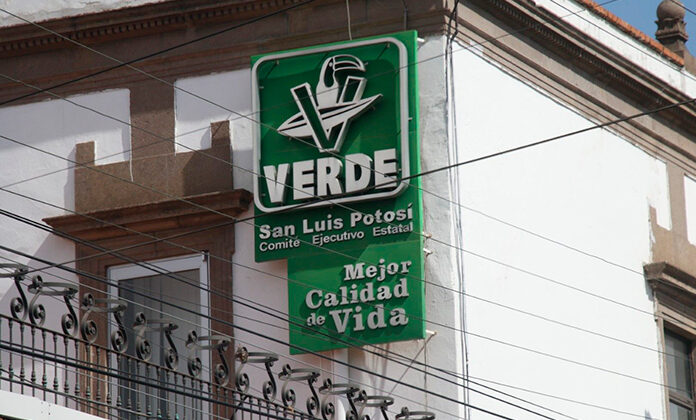 VERDE
San Luis Potosí
Comité Ejecutivo Estatal
Mejor
Calidad
de Vida